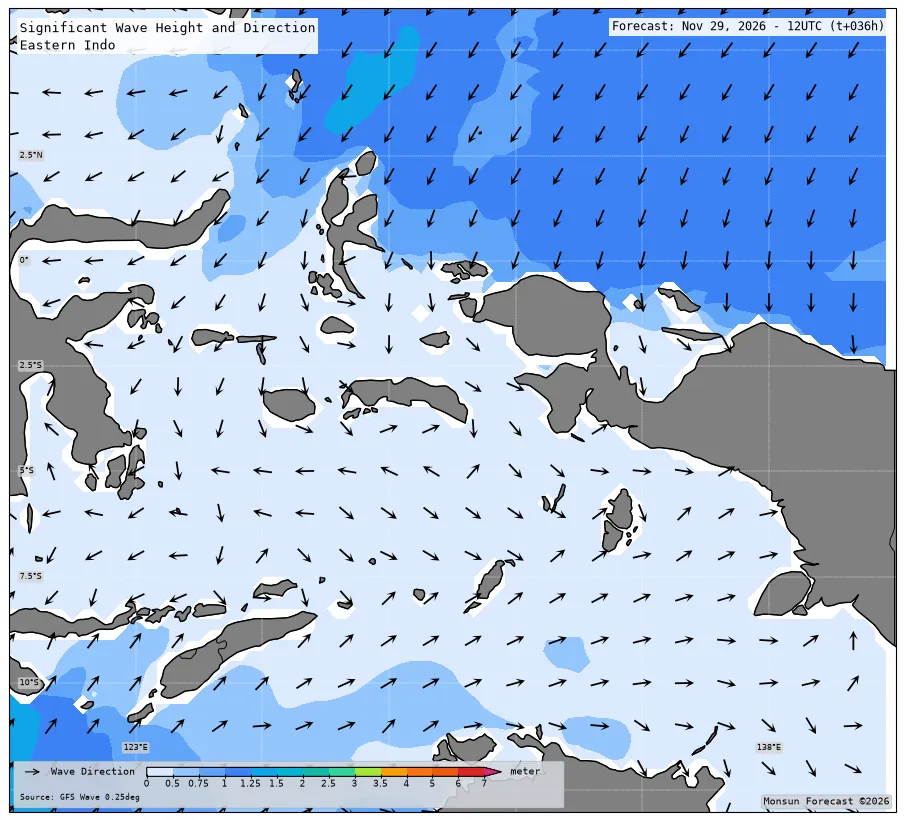 Significant Wave Height and Direction
Eastern Indo
Forecast: Nov 29, 2026 - 12UTC (t+036h)
2.5°N
0°
2.5°S
5°S
7.5°S
10°S
123°E
138°E
Wave Direction
meter
0 0.5 0.75 1 1.25 1.5 2 2.5 3 3.5 4 5 6 7
Source: GFS Wave 0.25deg
Monsun Forecast ©2026